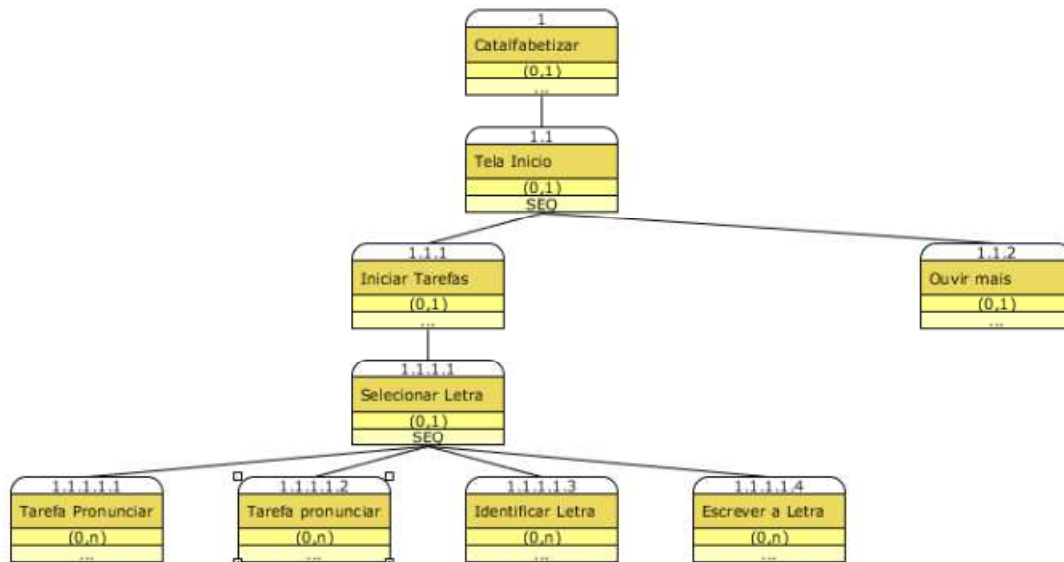 1
Catalfabetizar
(0,1)
...
1.1
Tela Inicio
(0,1)
SEQ
1.1.1
Iniciar Tarefas
(0,1)
...
1.1.2
Ouvir mais
(0,1)
...
1.1.1.1
Selecionar Letra
(0,1)
SEQ
1.1.1.1.1
Tarefa Pronunciar
(0,n)
...
1.1.1.1.2
Tarefa pronunciar
(0,n)
...
1.1.1.1.3
Identificar Letra
(0,n)
...
1.1.1.1.4
Escrever a Letra
(0,n)
...